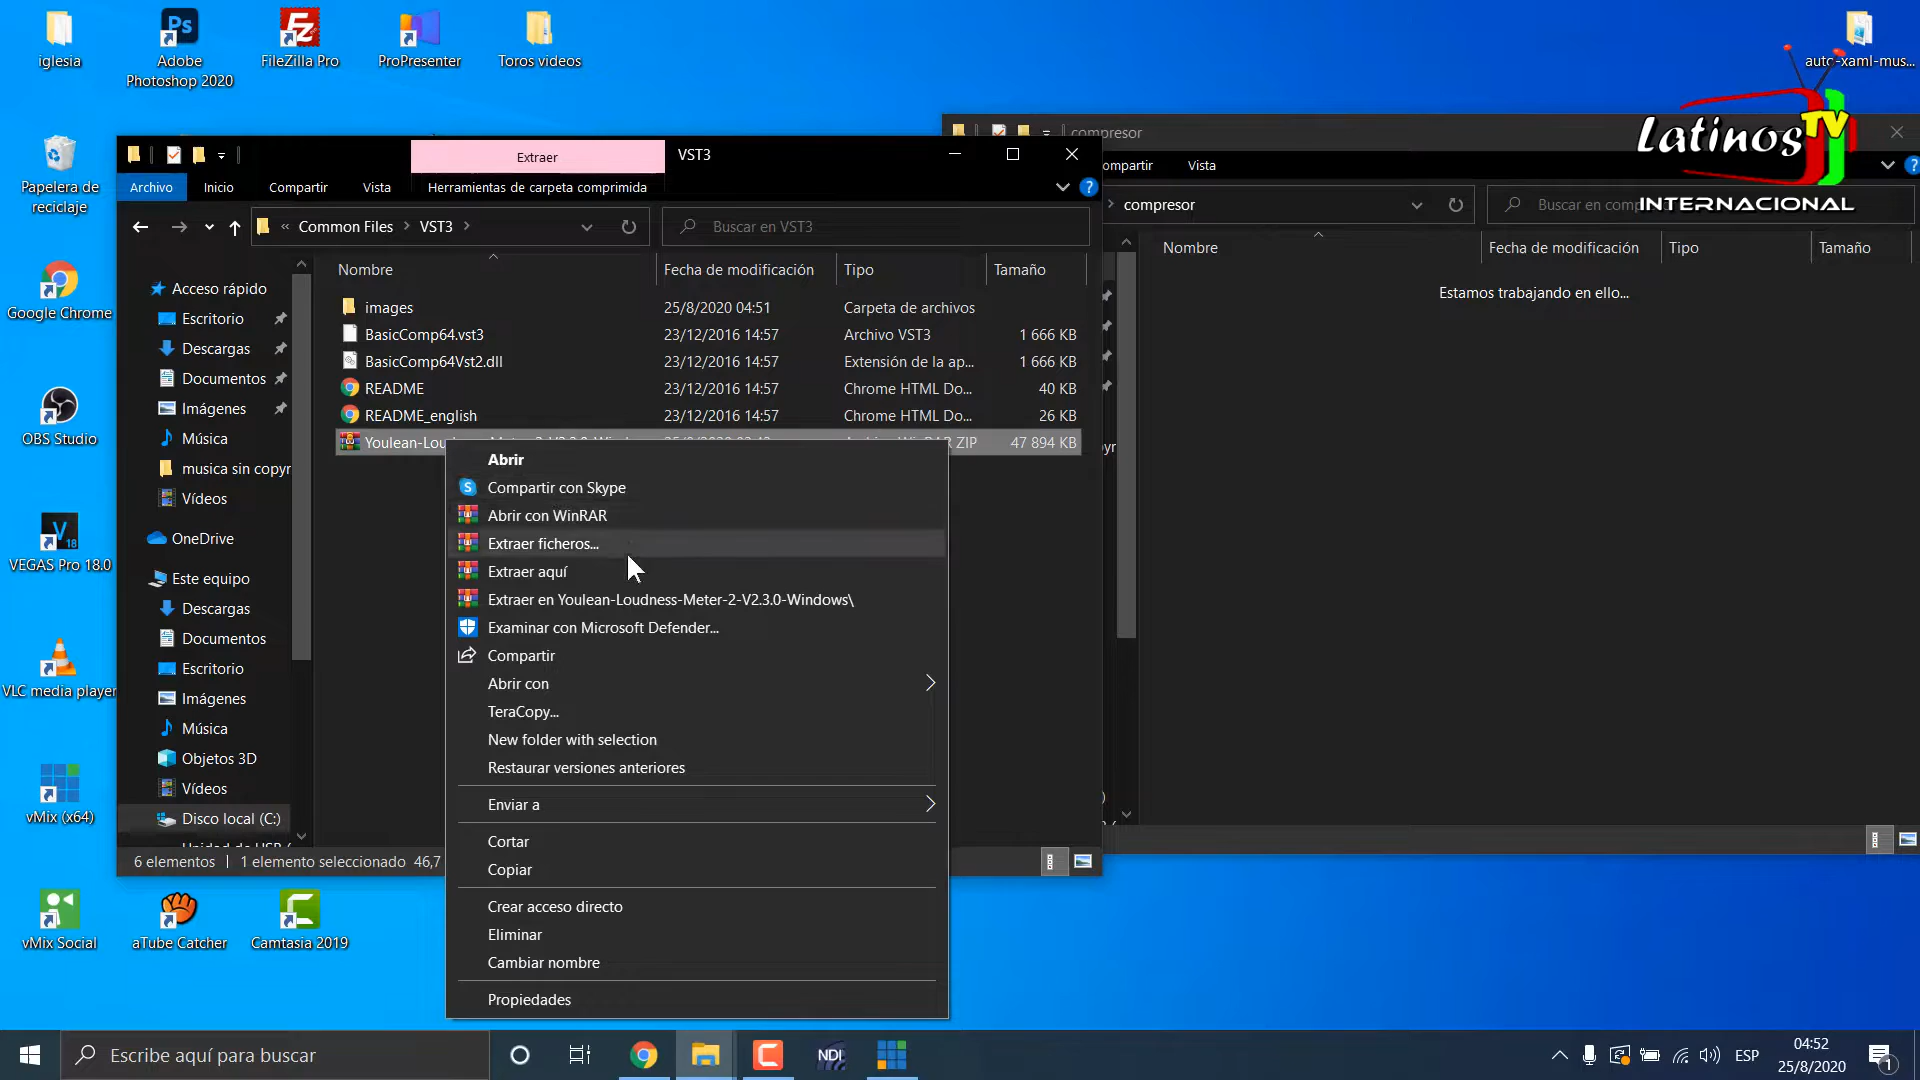 iglesia
Adobe
Photoshop 2020
FileZilla Pro
ProPresenter
Toros videos
auto-xaml-mus...
Latinos TV
INTERNACIONAL
Papelera de
reciclaje
Google Chrome
OBS Studio
VEGAS Pro 18.0
VLC media player
vMix (x64)
vMix Social
aTube Catcher
Camtasia 2019
compresor
Vista
compresor
Buscar en
Nombre
Fecha de modificación
Tipo
Tamaño
Estamos trabajando en ello...
Extraer
VST3
Archivo
Inicio
Compartir
Vista
Herramientas de carpeta comprimida
« Common Files > VST3 >
Buscar en VST3
Nombre
Fecha de modificación
Tipo
Tamaño
Acceso rápido
Escritorio
Descargas
Documentos
Imágenes
Música
musica sin copyr
Vídeos
OneDrive
Este equipo
Descargas
Documentos
Escritorio
Imágenes
Música
Objetos 3D
Vídeos
Disco local (C:)
images 25/8/2020 04:51 Carpeta de archivos
BasicComp64.vst3 23/12/2016 14:57 Archivo VST3 1 666 KB
BasicComp64Vst2.dll 23/12/2016 14:57 Extensión de la ap... 1 666 KB
README 23/12/2016 14:57 Chrome HTML Do... 40 KB
README_english 23/12/2016 14:57 Chrome HTML Do... 26 KB
Youlean-Lou ZIP 47 894 KB
Abrir
Compartir con Skype
Abrir con WinRAR
Extraer ficheros...
Extraer aquí
Extraer en Youlean-Loudness-Meter-2-V2.3.0-Windows\
Examinar con Microsoft Defender...
Compartir
Abrir con
TeraCopy...
New folder with selection
Restaurar versiones anteriores
Enviar a
Cortar
Copiar
Crear acceso directo
Eliminar
Cambiar nombre
Propiedades
6 elementos
1 elemento seleccionado 46,7
Escribe aquí para buscar
NDI
ESP
04:52
25/8/2020
1